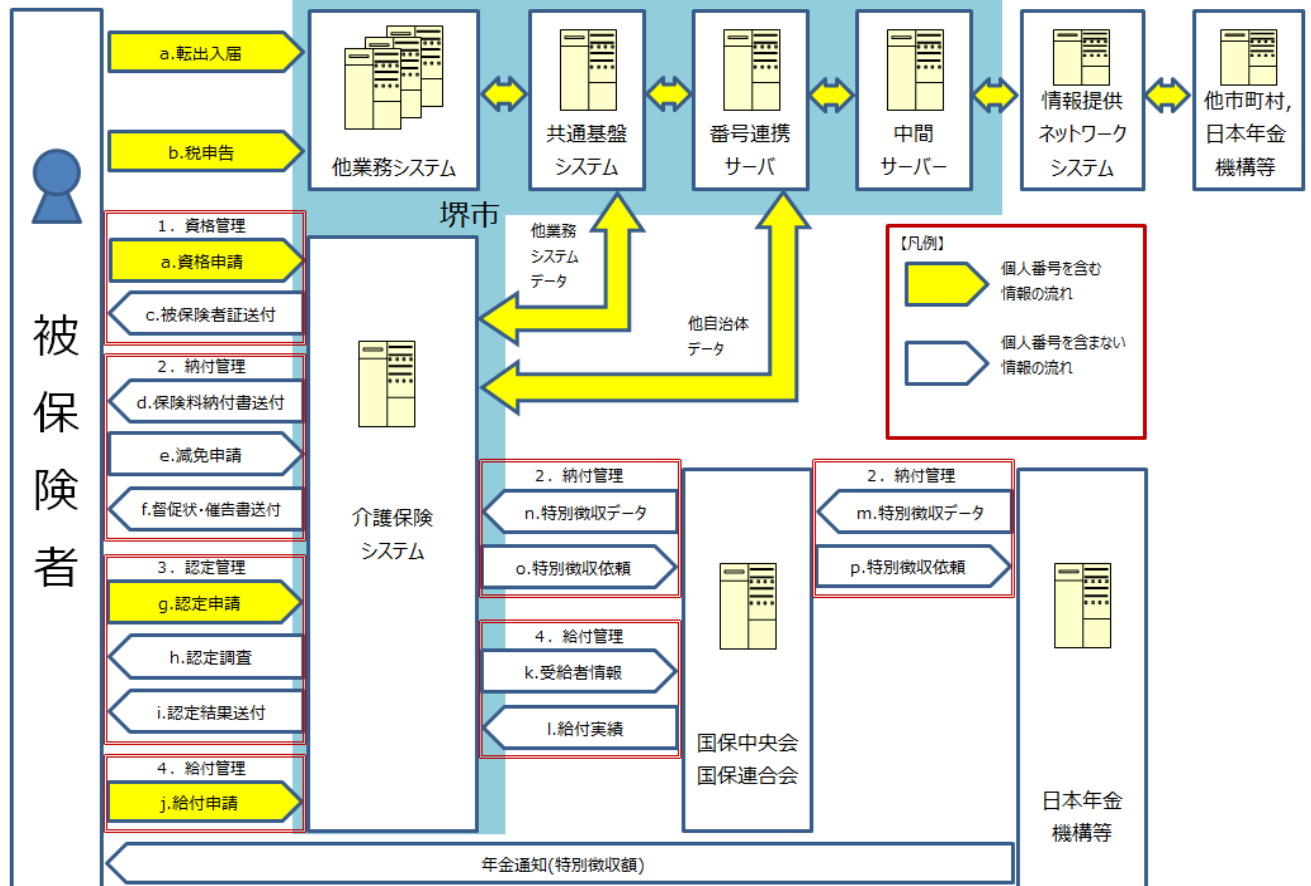 a.転出入届
b.税申告
他業務システム
共通基盤
システム
番号連携
サーバ
中間
サーバー
情報提供
ネットワーク
システム
他市町村,
日本年金
機構等
堺市
被保険者
1. 資格管理
a.資格申請
c.被保険者証送付
2. 納付管理
d.保険料納付書送付
e.減免申請
f.督促状・催告書送付
3. 認定管理
g.認定申請
h.認定調査
i.認定結果送付
4. 給付管理
j.給付申請
介護保険
システム
他業務
システム
データ
他自治体
データ
【凡例】
個人番号を含む
情報の流れ
個人番号を含まない
情報の流れ
2. 納付管理
n.特別徴収データ
o.特別徴収依頼
4. 給付管理
k.受給者情報
l.給付実績
国保中央会
国保連合会
2. 納付管理
m.特別徴収データ
p.特別徴収依頼
日本年金
機構等
年金通知(特別徴収額)